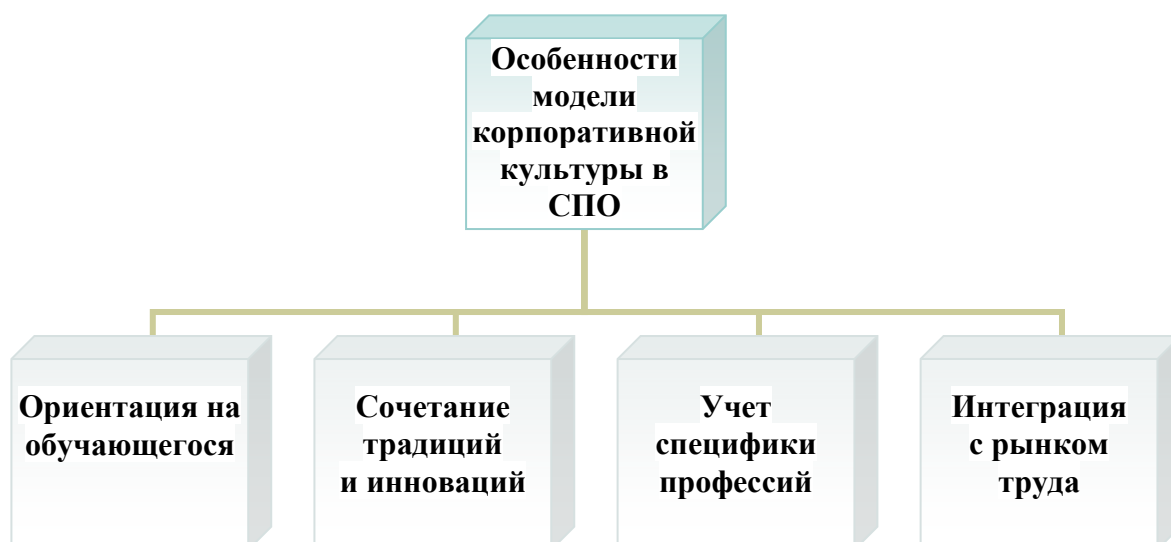 Особенности
модели
корпоративной
культуры в
СПО
Ориентация на
обучающегося
Сочетание
традиций
и инноваций
Учет
специфики
профессий
Интеграция
с рынком
труда